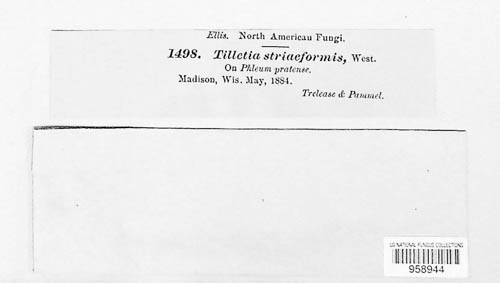 Ellis. North American Fungi.
1498. Tilletia striaeformis, West.
On Phleum pratense.
Madison, Wis. May, 1884.
Trelease & Pammel.
US NATIONAL FUNGUS COLLECTIONS
958944